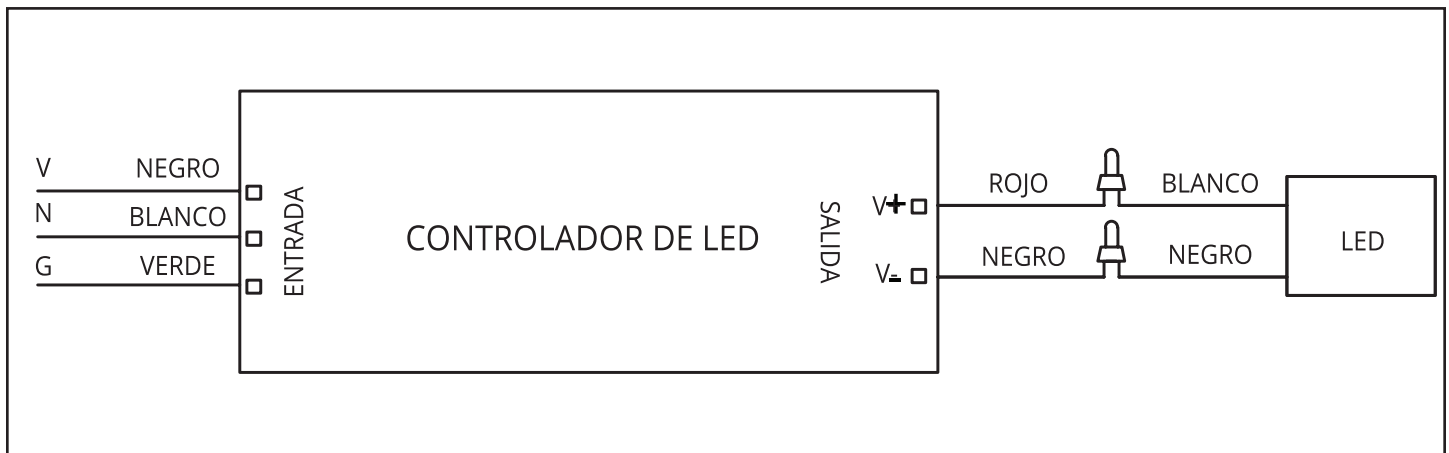 V NEGRO
N BLANCO
G VERDE
ENTRADA
CONTROLADOR DE LED
SALIDA
V+
V-
ROJO
NEGRO
BLANCO
NEGRO
LED